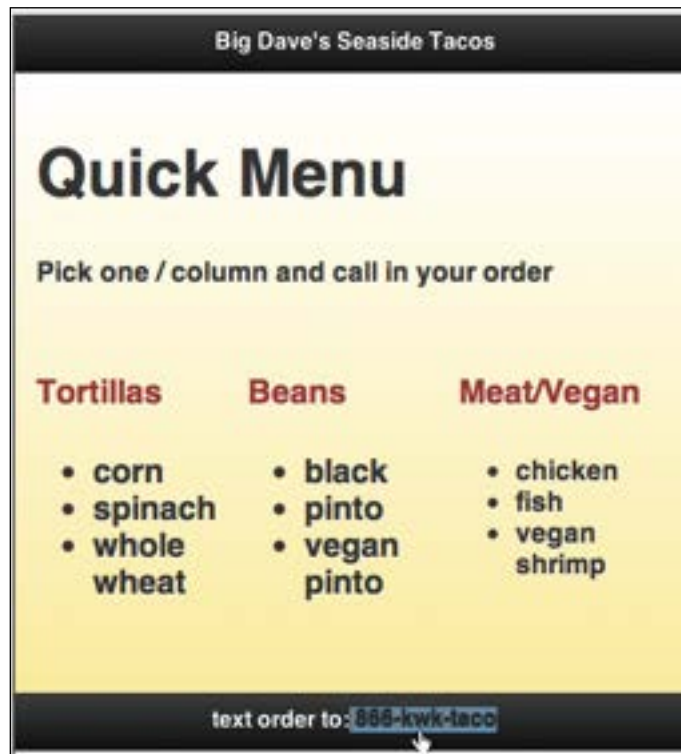 Big Dave's Seaside Tacos
Quick Menu
Pick one / column and call in your order
Tortillas
• corn
• spinach
• whole
wheat
Beans
• black
• pinto
• vegan
pinto
Meat/Vegan
• chicken
• fish
• vegan
shrimp
text order to: 866-kwk-taco